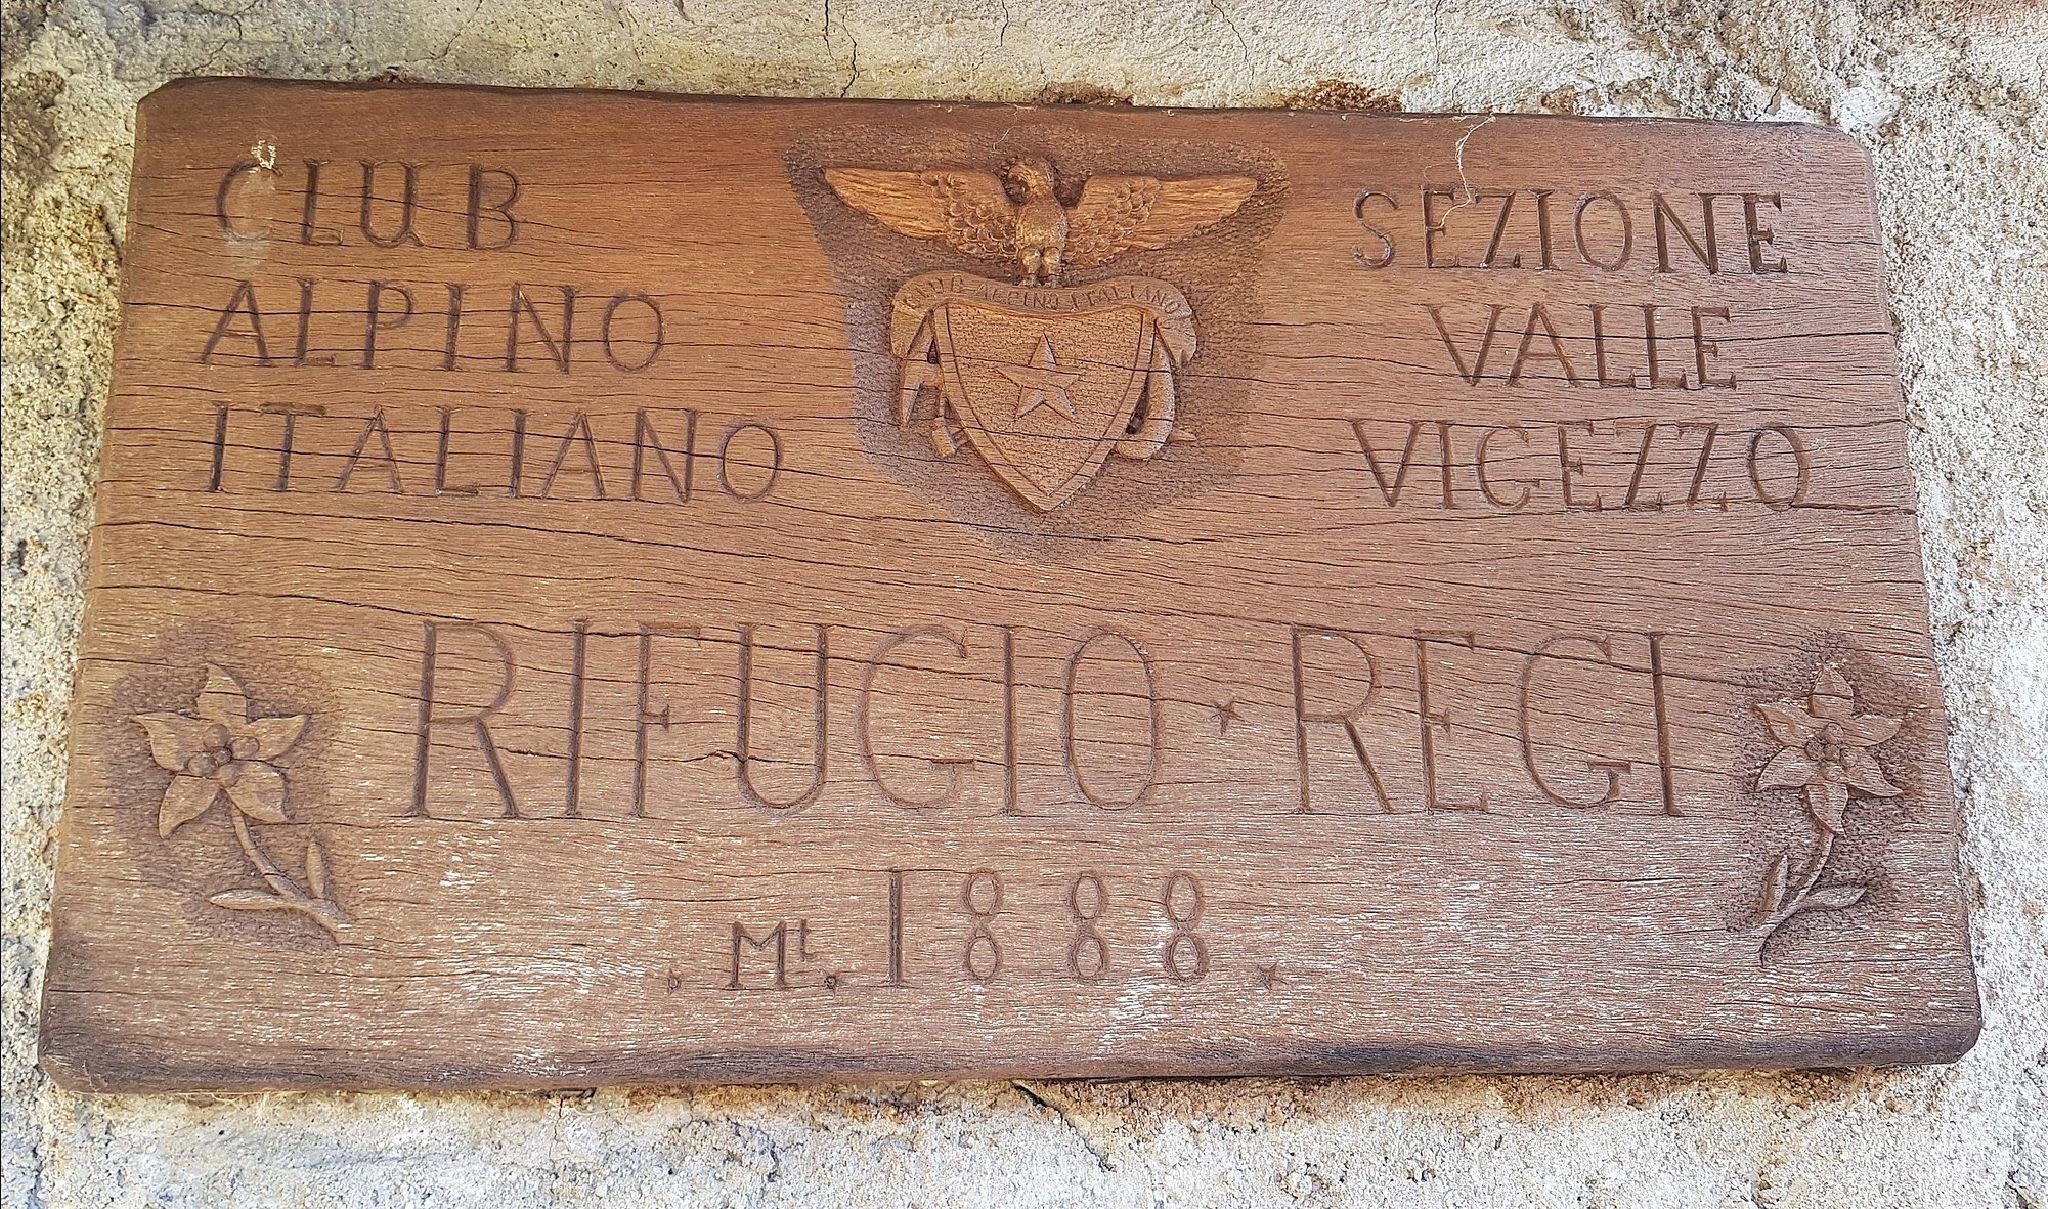 CLUB
ALPINO
ITALIANO
CLUB ALPINO ITALIANO
SEZIONE
VALLE
VIGEZZO
RIFUGIO ★ REGI
Mt. 1888